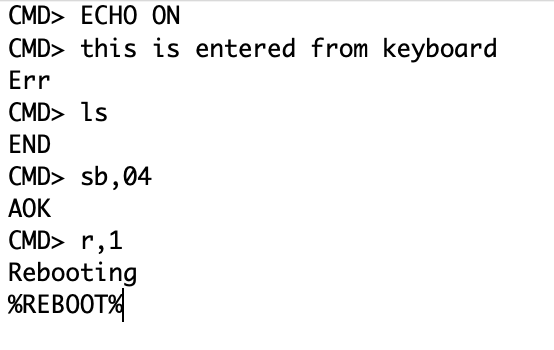 CMD> ECHO ON
CMD> this is entered from keyboard
Err
CMD> ls
END
CMD> sb,04
AOK
CMD> r,1
Rebooting
%REBOOT%